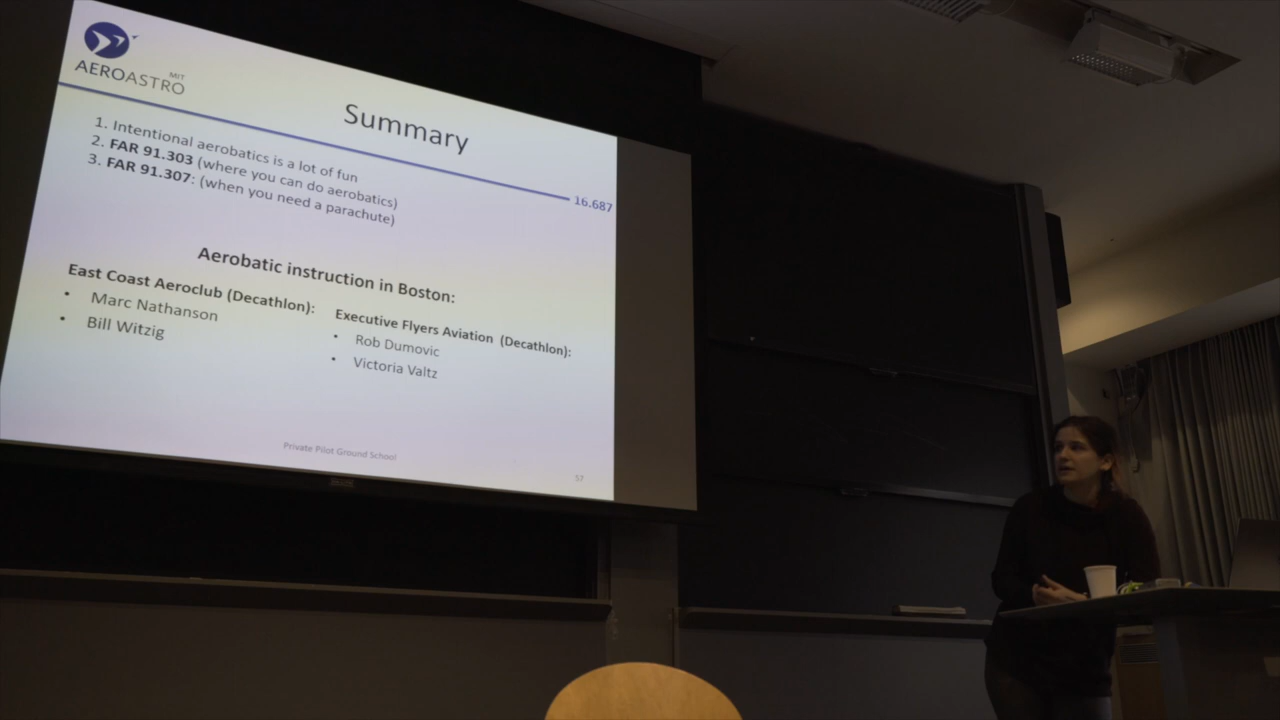 MIT
AEROASTRO
Summary
16.687
1. Intentional aerobatics is a lot of fun
2. FAR 91.303 (where you can do aerobatics)
3. FAR 91.307: (when you need a parachute)
Aerobatic instruction in Boston:
East Coast Aeroclub (Decathlon):
• Marc Nathanson
• Bill Witzig
Executive Flyers Aviation (Decathlon):
• Rob Dumovic
• Victoria Valtz
Private Pilot Ground School
57